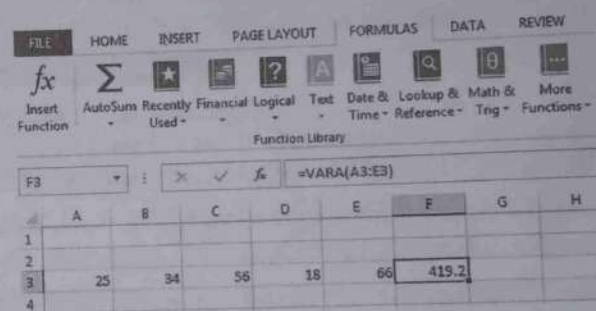 FILE HOME INSERT PAGE LAYOUT FORMULAS DATA REVIEW
fx Σ ? A θ
Insert AutoSum Recently Financial Logical Text Date & Lookup & Math & More
Function Used Time Reference Trig Functions
Function Library
F3 fx =VARA(A3:E3)
A B C D E F G H
1
2
3 25 34 56 18 66 419.2
4